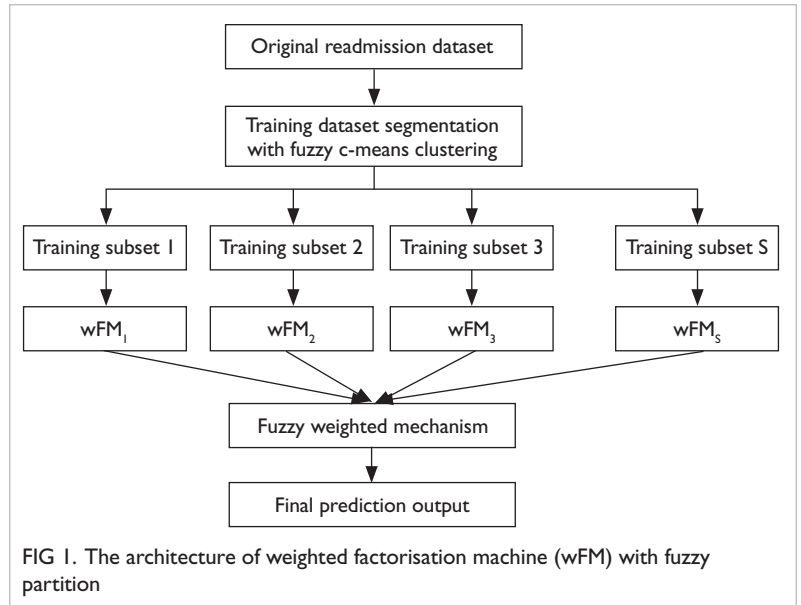 Original readmission dataset
Training dataset segmentation
with fuzzy c-means clustering
Training subset 1 Training subset 2 Training subset 3 Training subset S
wFM₁ wFM₂ wFM₃ wFMₛ
Fuzzy weighted mechanism
Final prediction output
FIG 1. The architecture of weighted factorisation machine (wFM) with fuzzy
partition